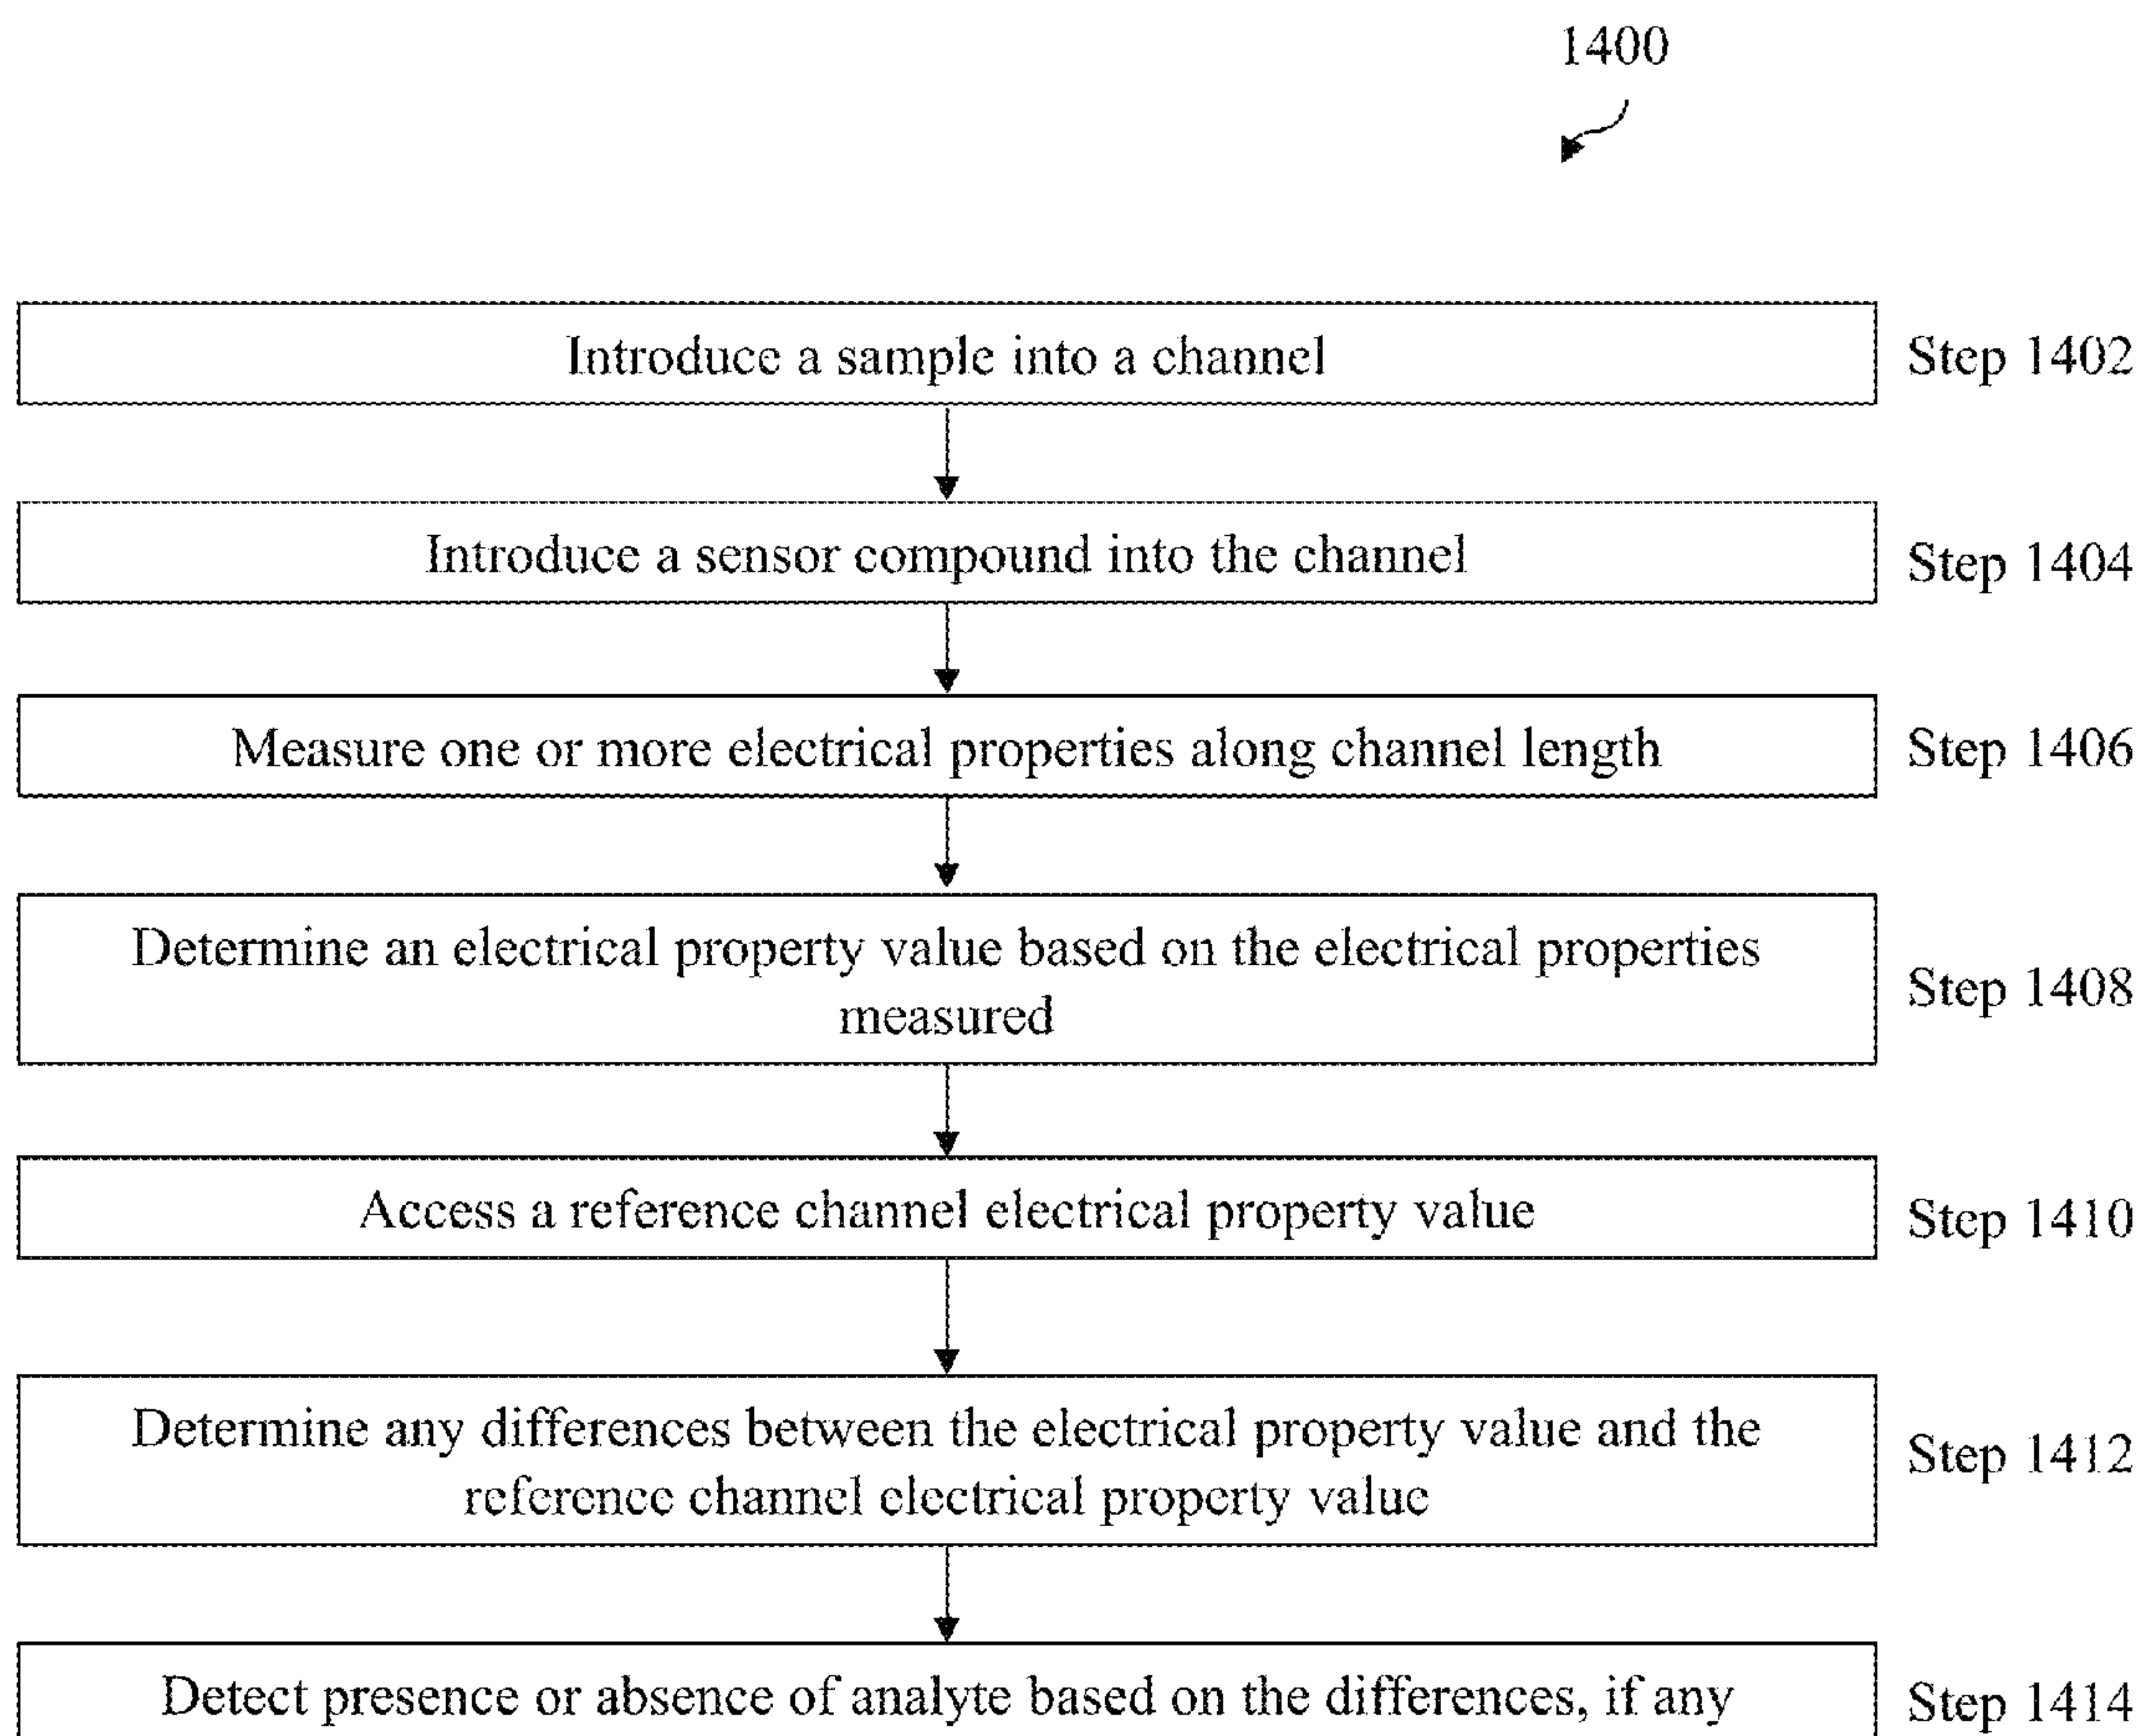 1400
Introduce a sample into a channel
Step 1402
Introduce a sensor compound into the channel
Step 1404
Measure one or more electrical properties along channel length
Step 1406
Determine an electrical property value based on the electrical properties
measured
Step 1408
Access a reference channel electrical property value
Step 1410
Determine any differences between the electrical property value and the
reference channel electrical property value
Step 1412
Detect presence or absence of analyte based on the differences, if any
Step 1414